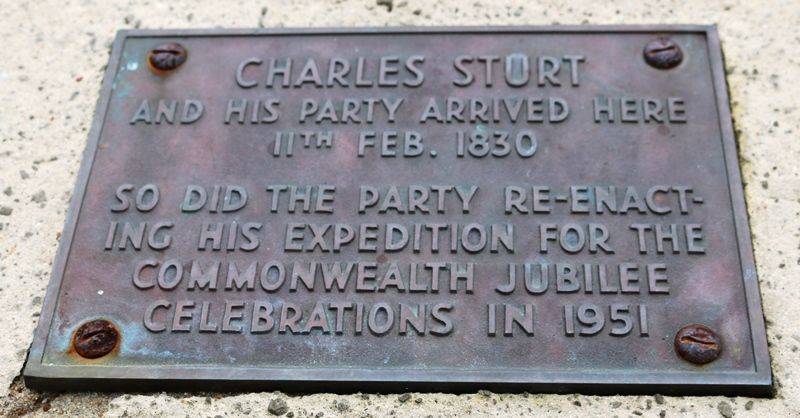 CHARLES STURT
AND HIS PARTY ARRIVED HERE
11TH FEB. 1830
SO DID THE PARTY RE-ENACT-
ING HIS EXPEDITION FOR THE
COMMONWEALTH JUBILEE
CELEBRATIONS IN 1951